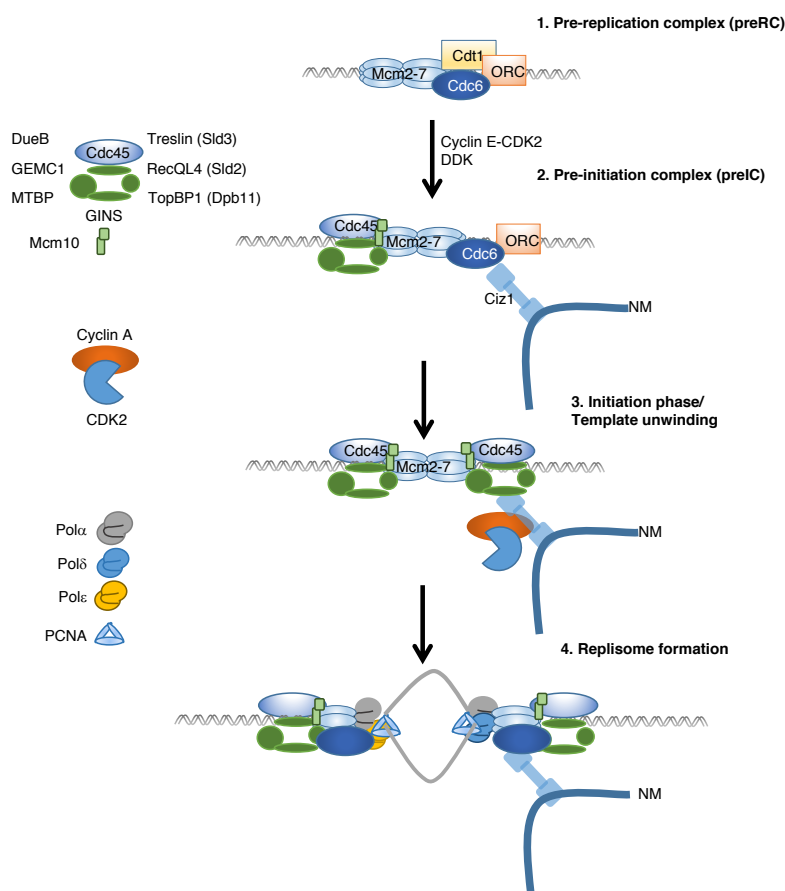 1. Pre-replication complex (preRC)
Cdt1
Mcm2-7
ORC
Cdc6
Cyclin E-CDK2
DDK
DueB
Treslin (Sld3)
Cdc45
GEMC1
RecQL4 (Sld2)
MTBP
TopBP1 (Dpb11)
GINS
Mcm10
2. Pre-initiation complex (preIC)
Cdc45
Mcm2-7
ORC
Cdc6
Ciz1
NM
Cyclin A
CDK2
3. Initiation phase/
Template unwinding
Cdc45
Cdc45
Mcm2-7
NM
Polα
Polδ
Polε
PCNA
4. Replisome formation
NM